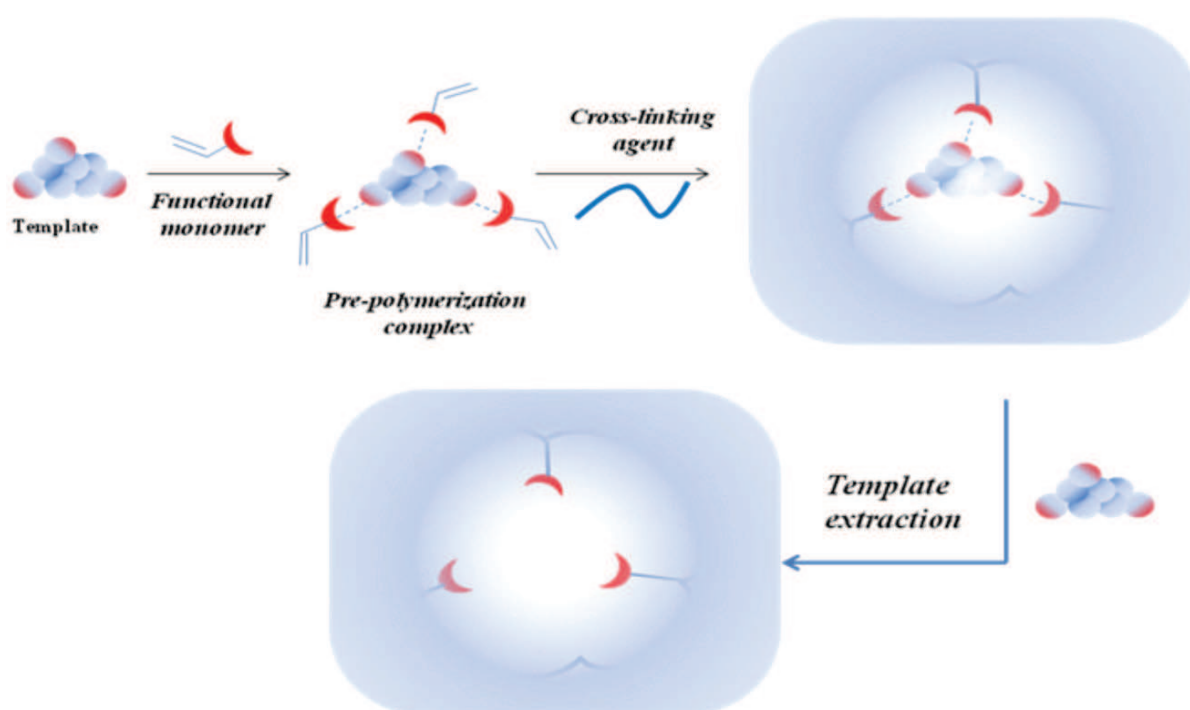 Template
Functional
monomer
Pre-polymerization
complex
Cross-linking
agent
Template
extraction